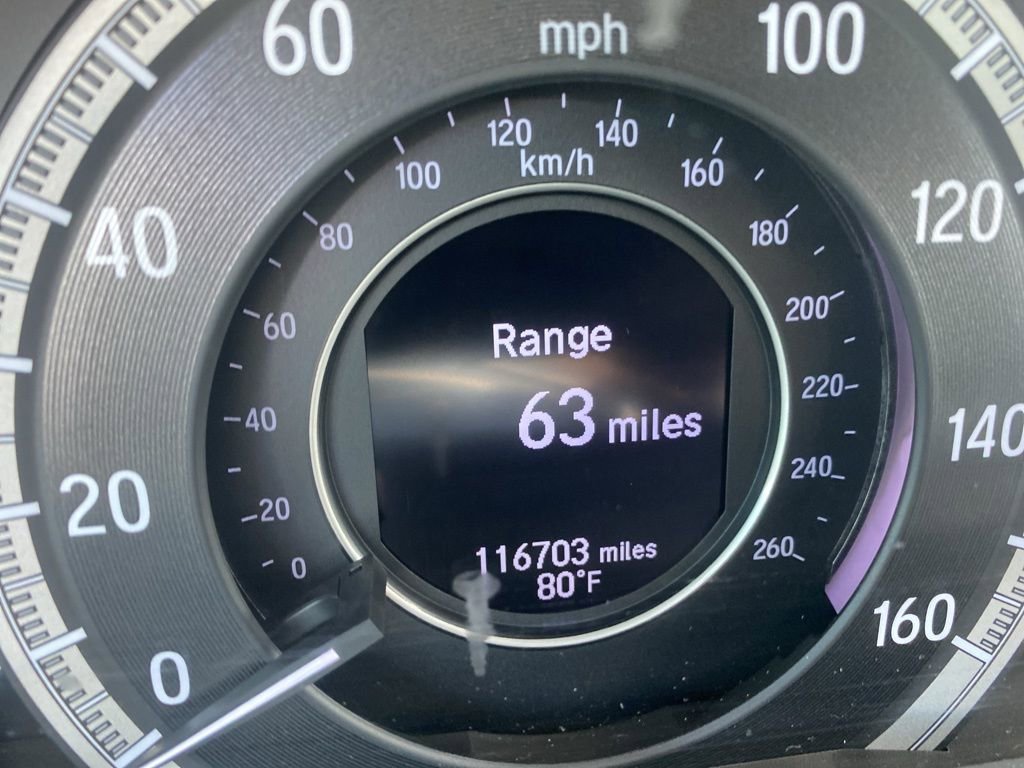 60 mph 100
120 140
100 km/h 160
40 80 180 120
60 200
40 220 140
20 20 240
0 260
0 160
Range
63 miles
116703 miles
80°F